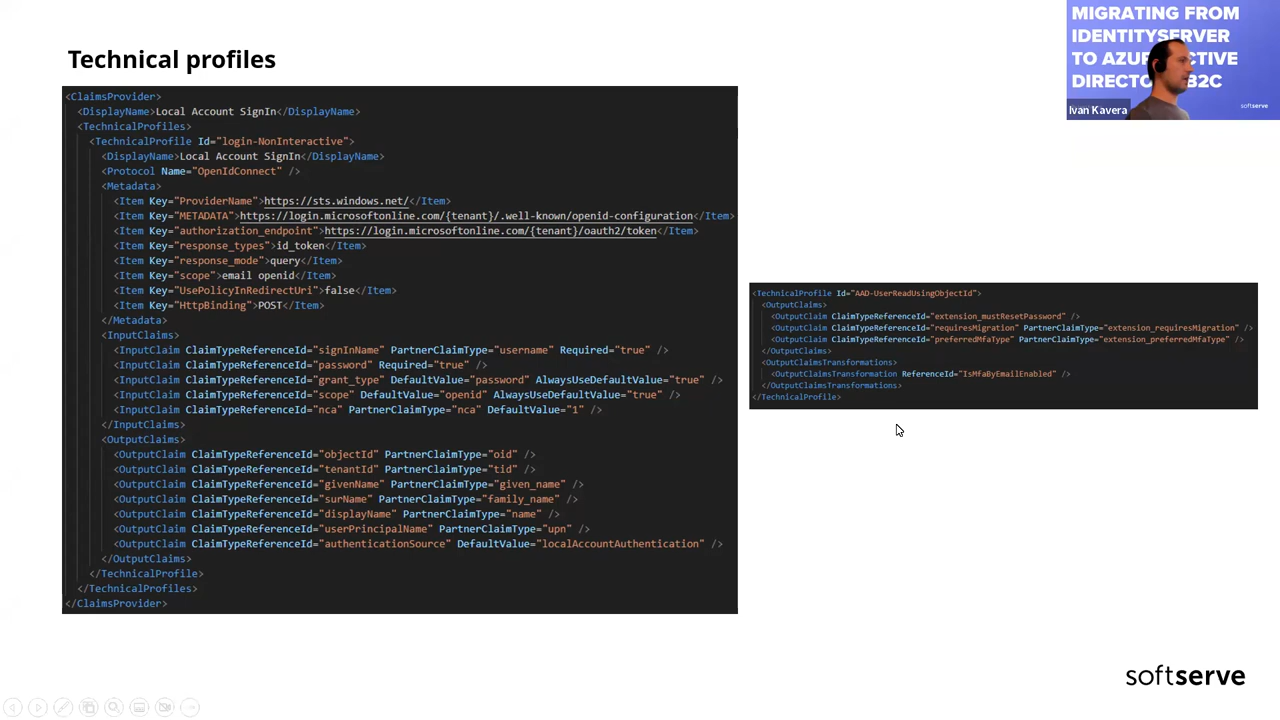 Technical profiles
<ClaimsProvider>
<DisplayName>Local Account SignIn</DisplayName>
<TechnicalProfiles>
<TechnicalProfile Id="login-NonInteractive">
<DisplayName>Local Account SignIn</DisplayName>
<Protocol Name="OpenIdConnect" />
<Metadata>
<Item Key="ProviderName">https://sts.windows.net/</Item>
<Item Key="METADATA">https://login.microsoftonline.com/{tenant}/.well-known/openid-configuration</Item>
<Item Key="authorization_endpoint">https://login.microsoftonline.com/{tenant}/oauth2/token</Item>
<Item Key="response_types">id_token</Item>
<Item Key="response_mode">query</Item>
<Item Key="scope">email openid</Item>
<Item Key="UsePolicyInRedirectUri">false</Item>
<Item Key="HttpBinding">POST</Item>
</Metadata>
<InputClaims>
<InputClaim ClaimTypeReferenceId="signInName" PartnerClaimType="username" Required="true" />
<InputClaim ClaimTypeReferenceId="password" Required="true" />
<InputClaim ClaimTypeReferenceId="grant_type" DefaultValue="password" AlwaysUseDefaultValue="true" />
<InputClaim ClaimTypeReferenceId="scope" DefaultValue="openid" AlwaysUseDefaultValue="true" />
<InputClaim ClaimTypeReferenceId="nca" PartnerClaimType="nca" DefaultValue="1" />
</InputClaims>
<OutputClaims>
<OutputClaim ClaimTypeReferenceId="objectId" PartnerClaimType="oid" />
<OutputClaim ClaimTypeReferenceId="tenantId" PartnerClaimType="tid" />
<OutputClaim ClaimTypeReferenceId="givenName" PartnerClaimType="given_name" />
<OutputClaim ClaimTypeReferenceId="surName" PartnerClaimType="family_name" />
<OutputClaim ClaimTypeReferenceId="displayName" PartnerClaimType="name" />
<OutputClaim ClaimTypeReferenceId="userPrincipalName" PartnerClaimType="upn" />
<OutputClaim ClaimTypeReferenceId="authenticationSource" DefaultValue="localAccountAuthentication" />
</OutputClaims>
</TechnicalProfile>
</TechnicalProfiles>
</ClaimsProvider>
<TechnicalProfile Id="AAD-UserReadUsingObjectId">
<OutputClaims>
<OutputClaim ClaimTypeReferenceId="extension_mustResetPassword" />
<OutputClaim ClaimTypeReferenceId="requiresMigration" PartnerClaimType="extension_requiresMigration" />
<OutputClaim ClaimTypeReferenceId="preferredMfaType" PartnerClaimType="extension_preferredMfaType" />
</OutputClaims>
<OutputClaimsTransformations>
<OutputClaimsTransformation ReferenceId="IsMfaByEmailEnabled" />
</OutputClaimsTransformations>
</TechnicalProfile>
MIGRATING FROM
IDENTITYSERVER
TO
DIRECTO B2C
softserve
Ivan Kavera
softserve